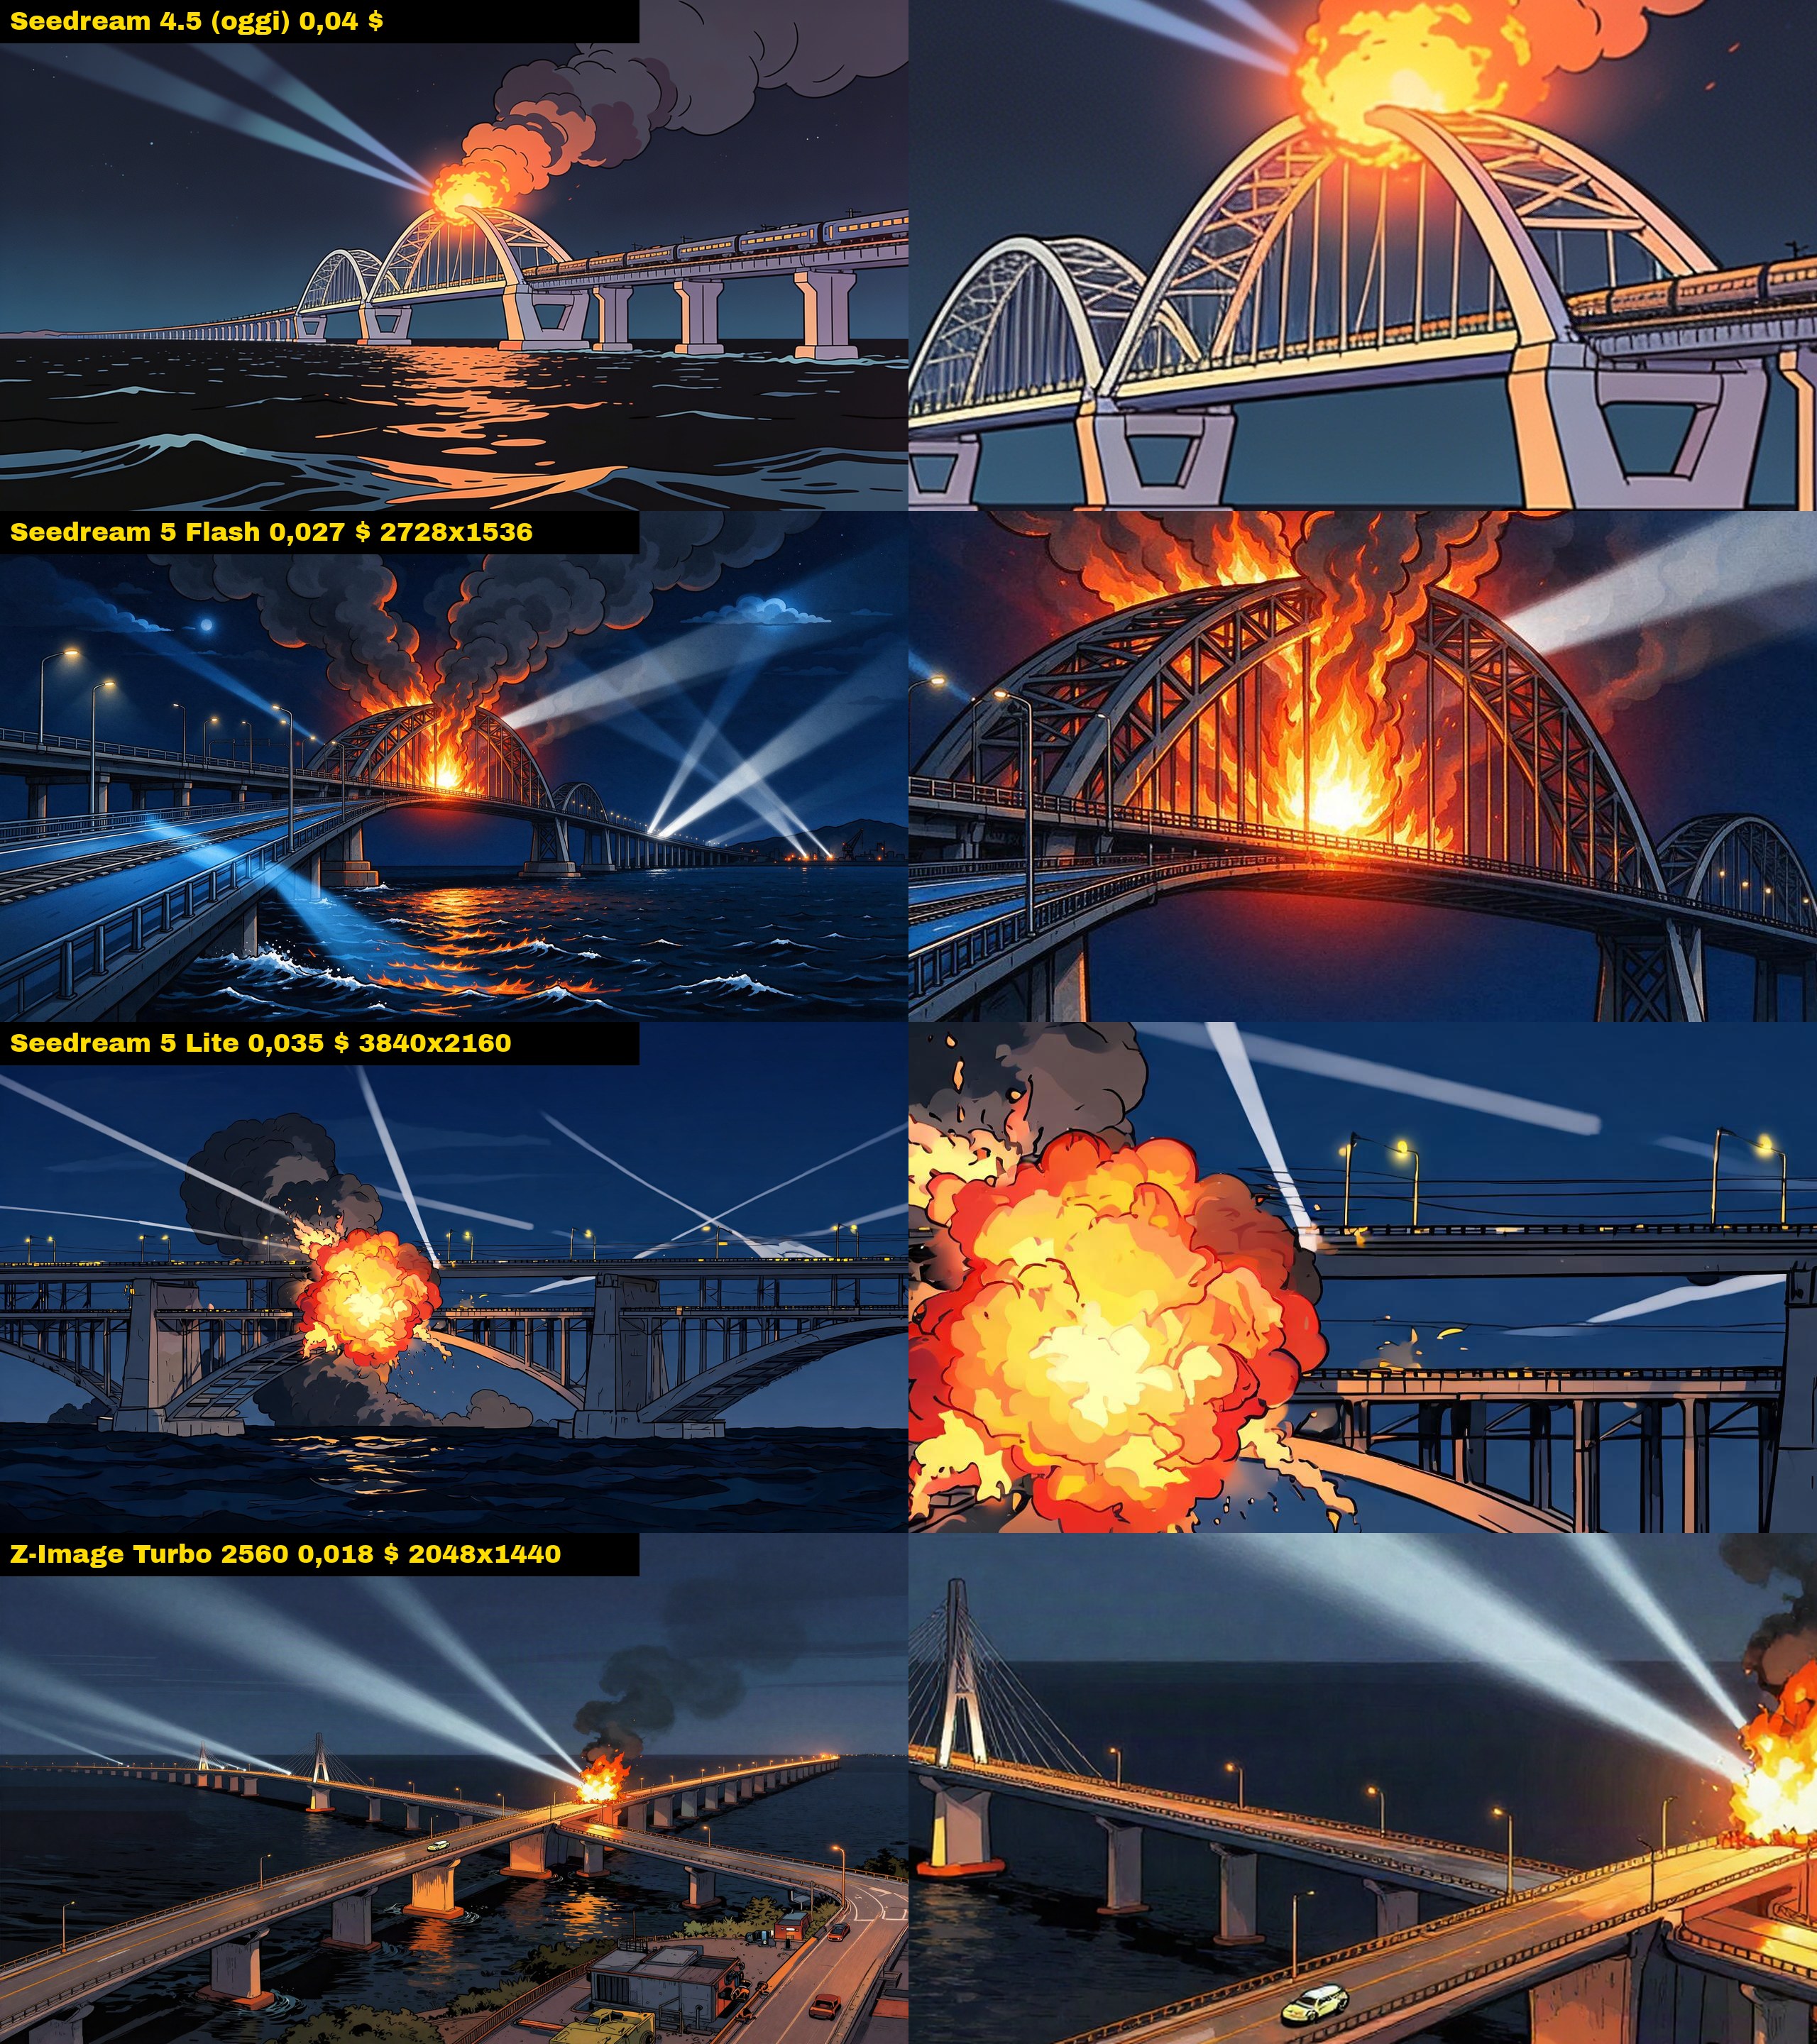 Seedream 4.5 (oggi) 0,04 $
Seedream 5 Flash 0,027 $ 2728x1536
Seedream 5 Lite 0,035 $ 3840x2160
Z-Image Turbo 2560 0,018 $ 2048x1440